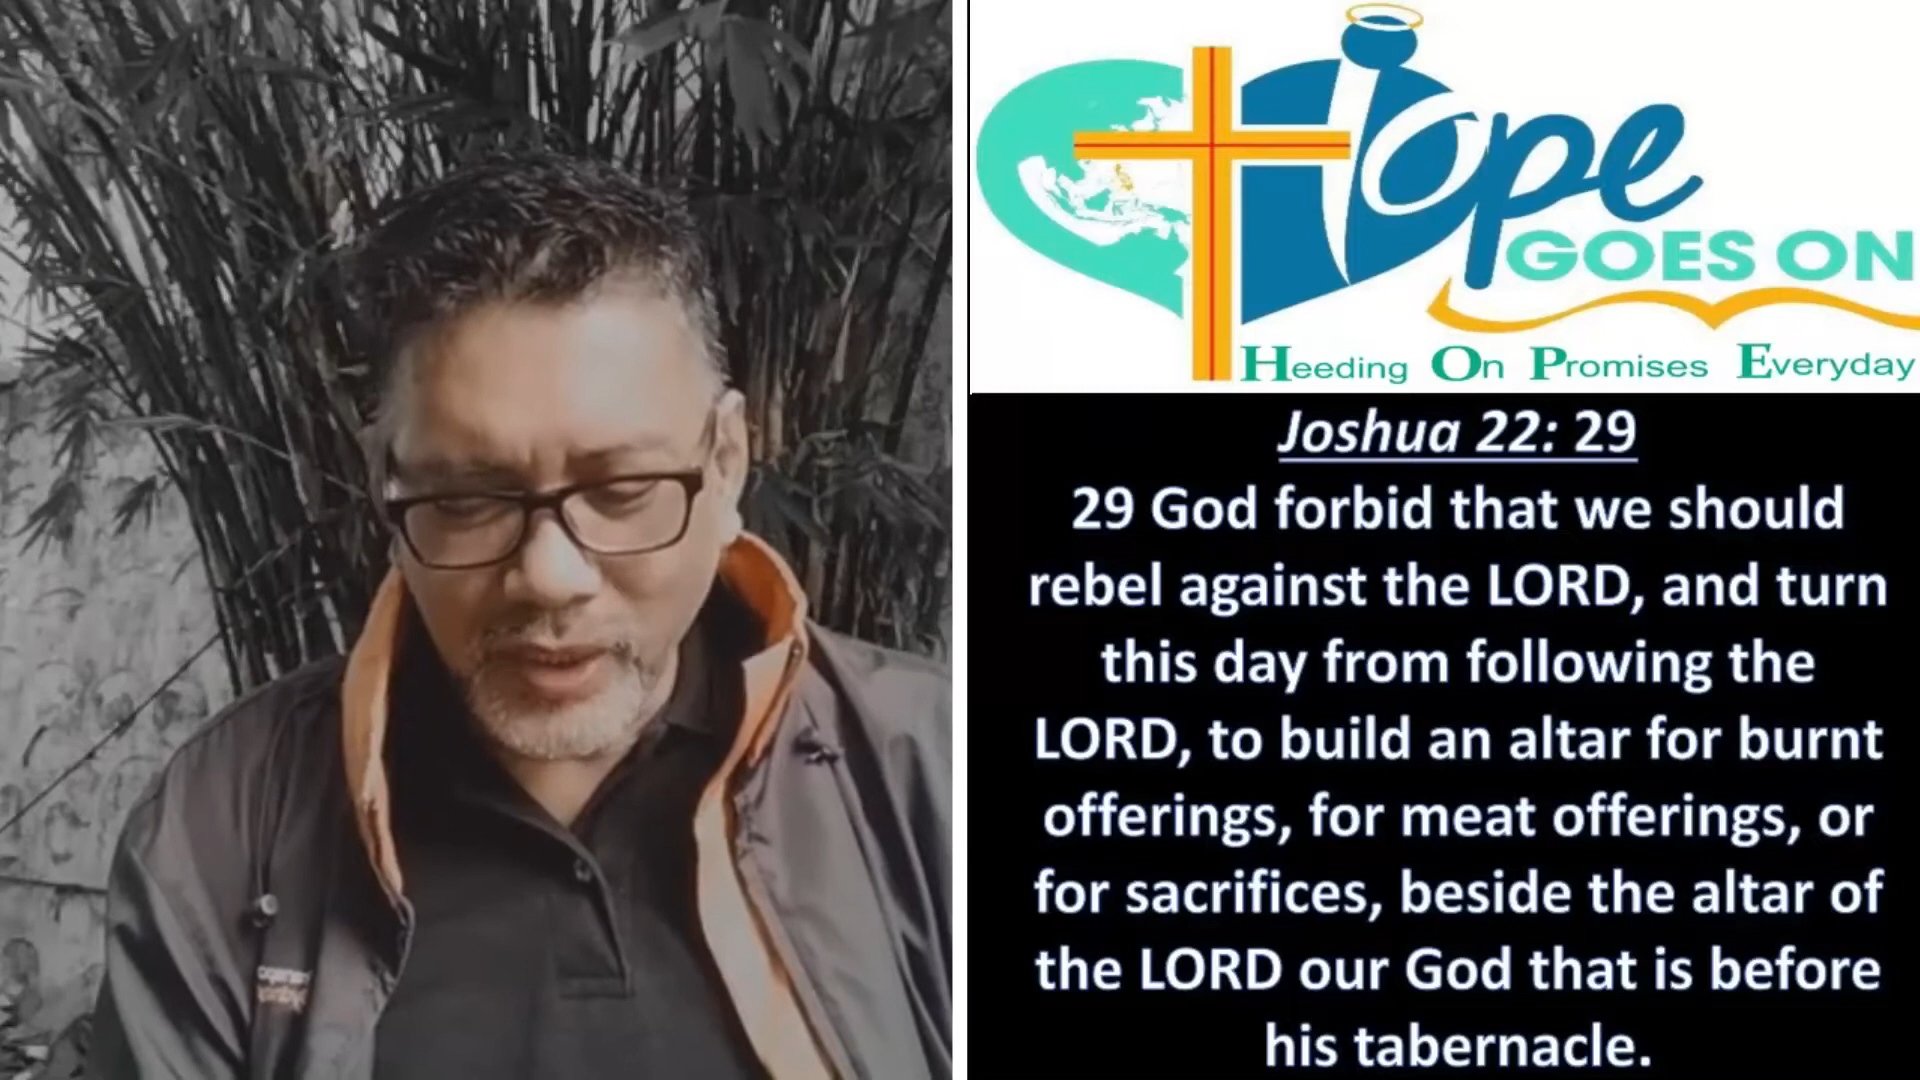 Hope
GOES ON
Heeding On Promises Everyday
Joshua 22: 29
29 God forbid that we should
rebel against the LORD, and turn
this day from following the
LORD, to build an altar for burnt
offerings, for meat offerings, or
for sacrifices, beside the altar of
the LORD our God that is before
his tabernacle.